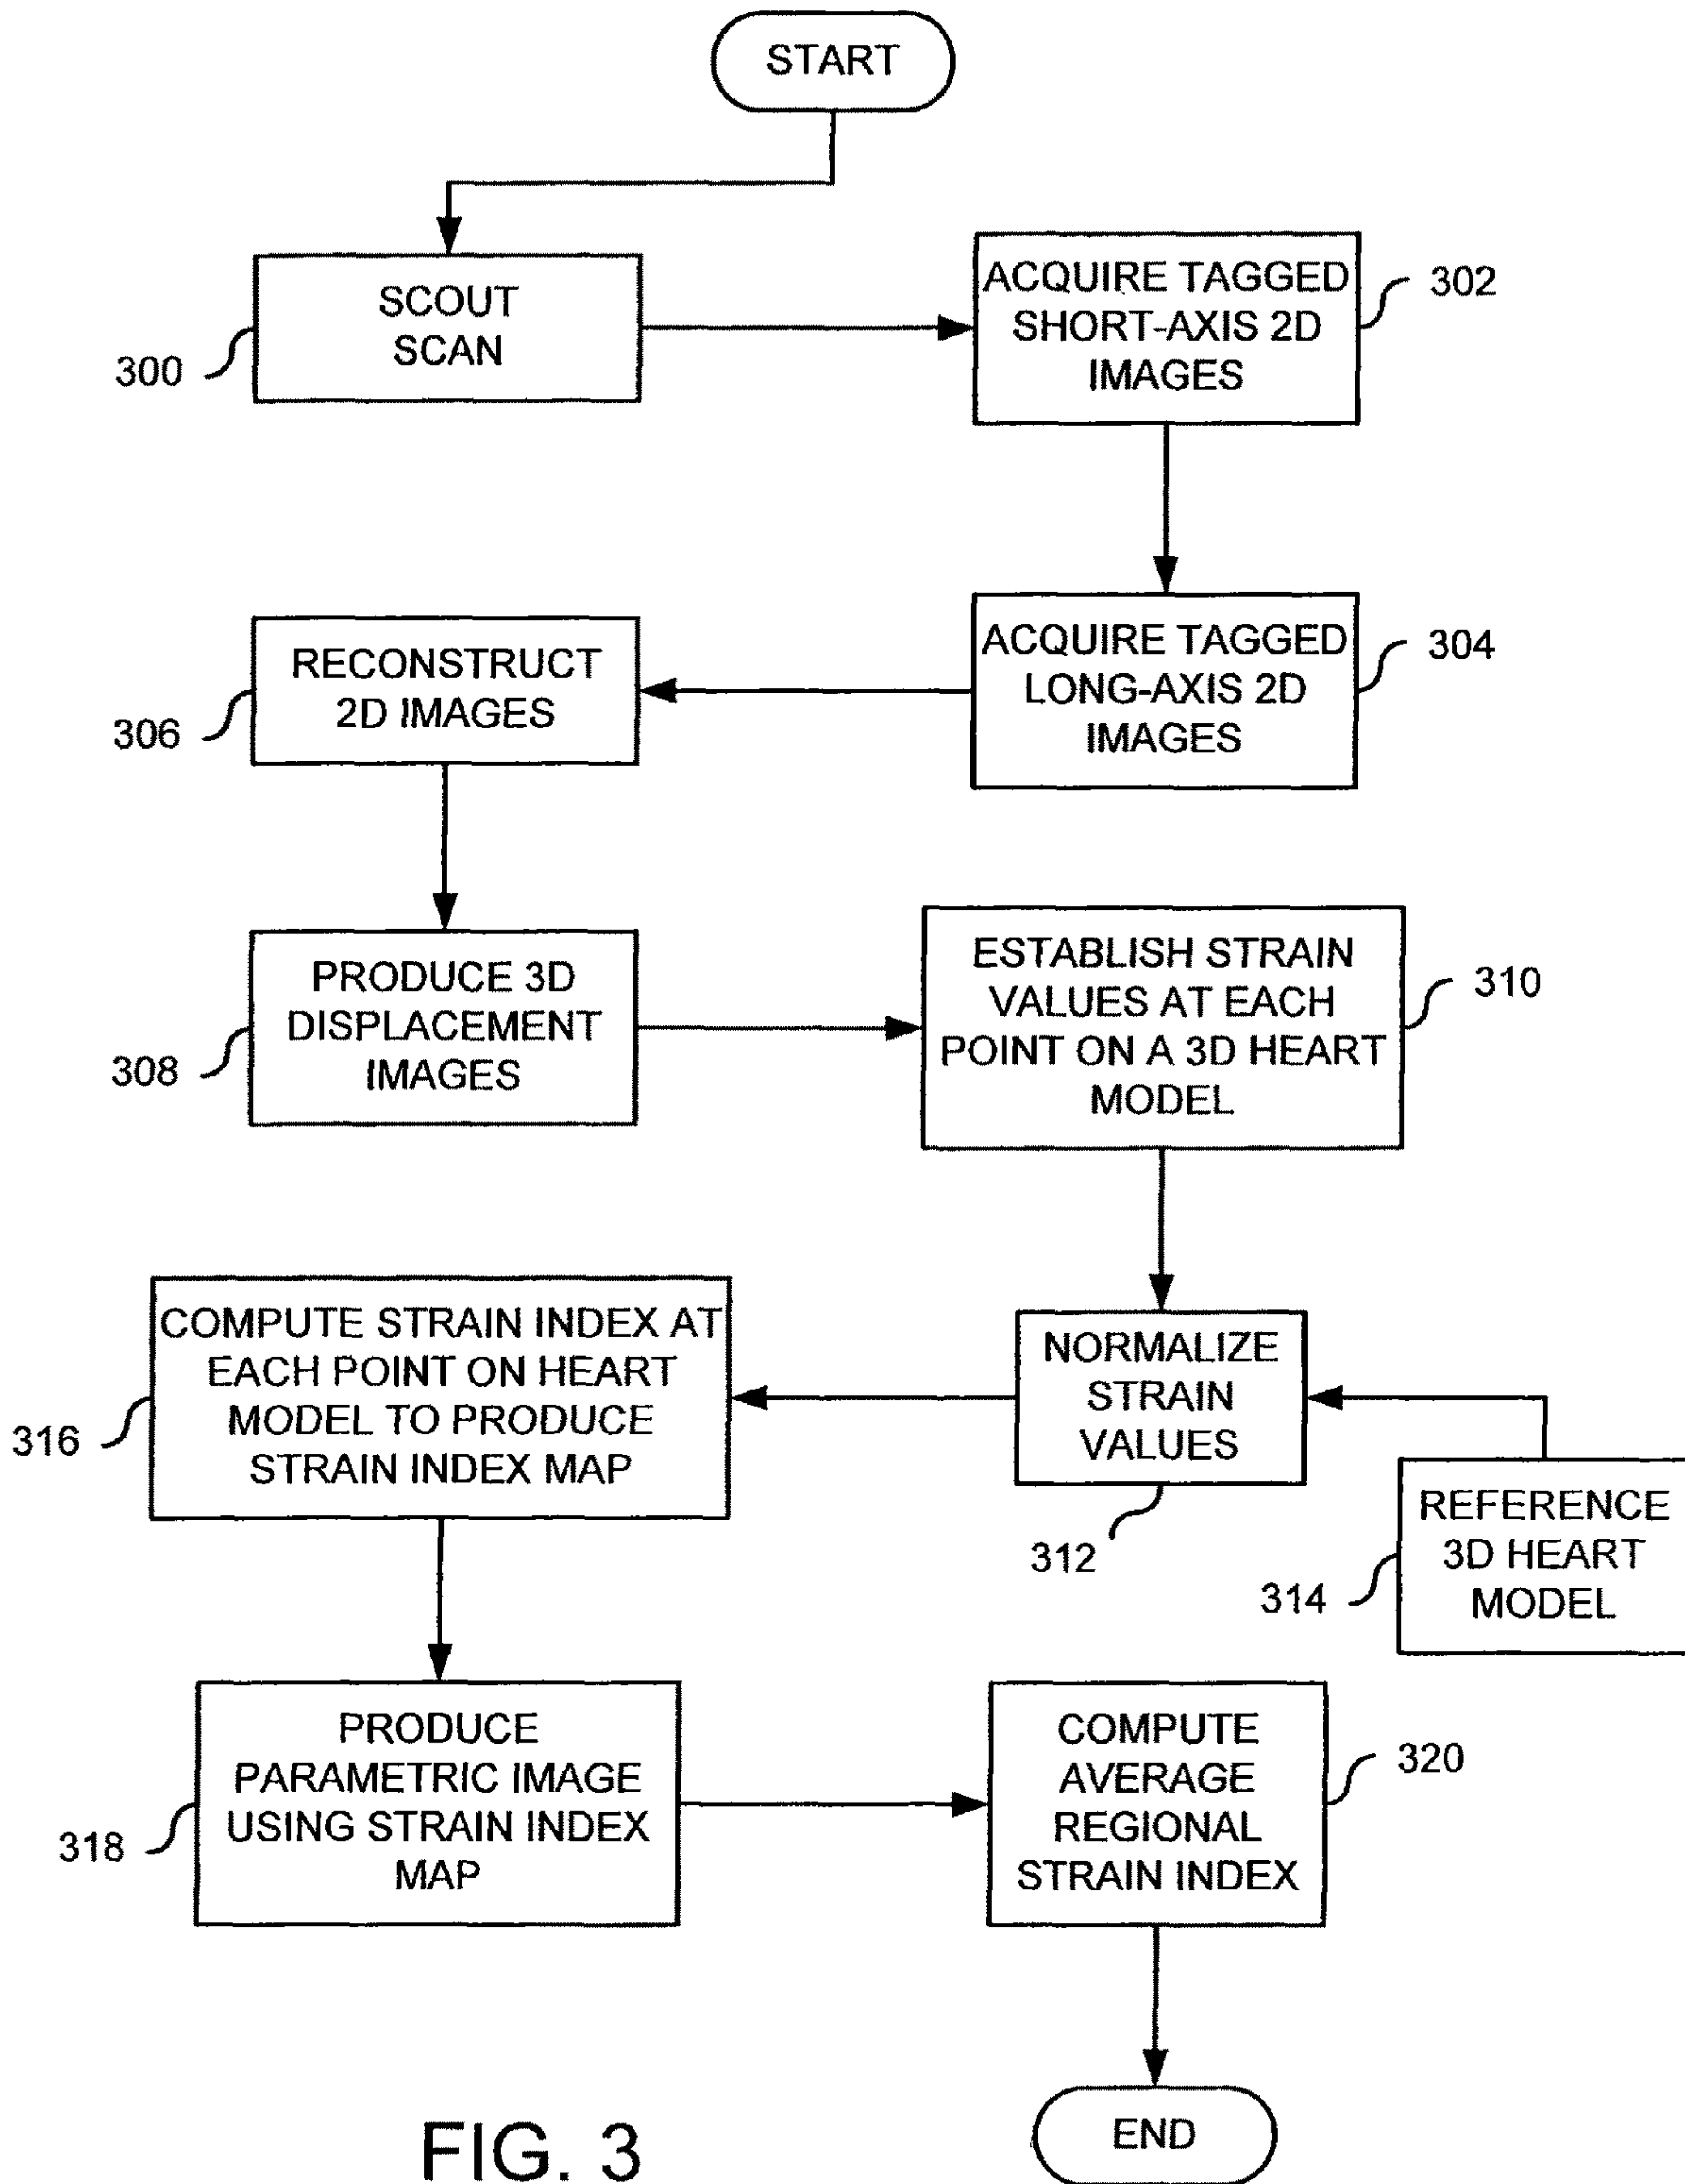 START
SCOUT
SCAN
300
ACQUIRE TAGGED
SHORT-AXIS 2D
IMAGES
302
ACQUIRE TAGGED
LONG-AXIS 2D
IMAGES
304
RECONSTRUCT
2D IMAGES
306
PRODUCE 3D
DISPLACEMENT
IMAGES
308
ESTABLISH STRAIN
VALUES AT EACH
POINT ON A 3D HEART
MODEL
310
NORMALIZE
STRAIN
VALUES
312
REFERENCE
3D HEART
MODEL
314
COMPUTE STRAIN INDEX AT
EACH POINT ON HEART
MODEL TO PRODUCE
STRAIN INDEX MAP
316
PRODUCE
PARAMETRIC IMAGE
USING STRAIN INDEX
MAP
318
COMPUTE
AVERAGE
REGIONAL
STRAIN INDEX
320
END
FIG. 3